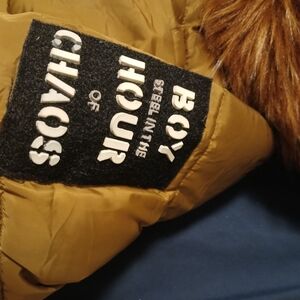 BOY
STEEL IN THE
HOUR
OF
CHAOS